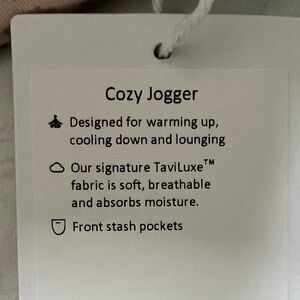 Cozy Jogger
Designed for warming up,
cooling down and lounging
Our signature TaviLuxe™
fabric is soft, breathable
and absorbs moisture.
Front stash pockets